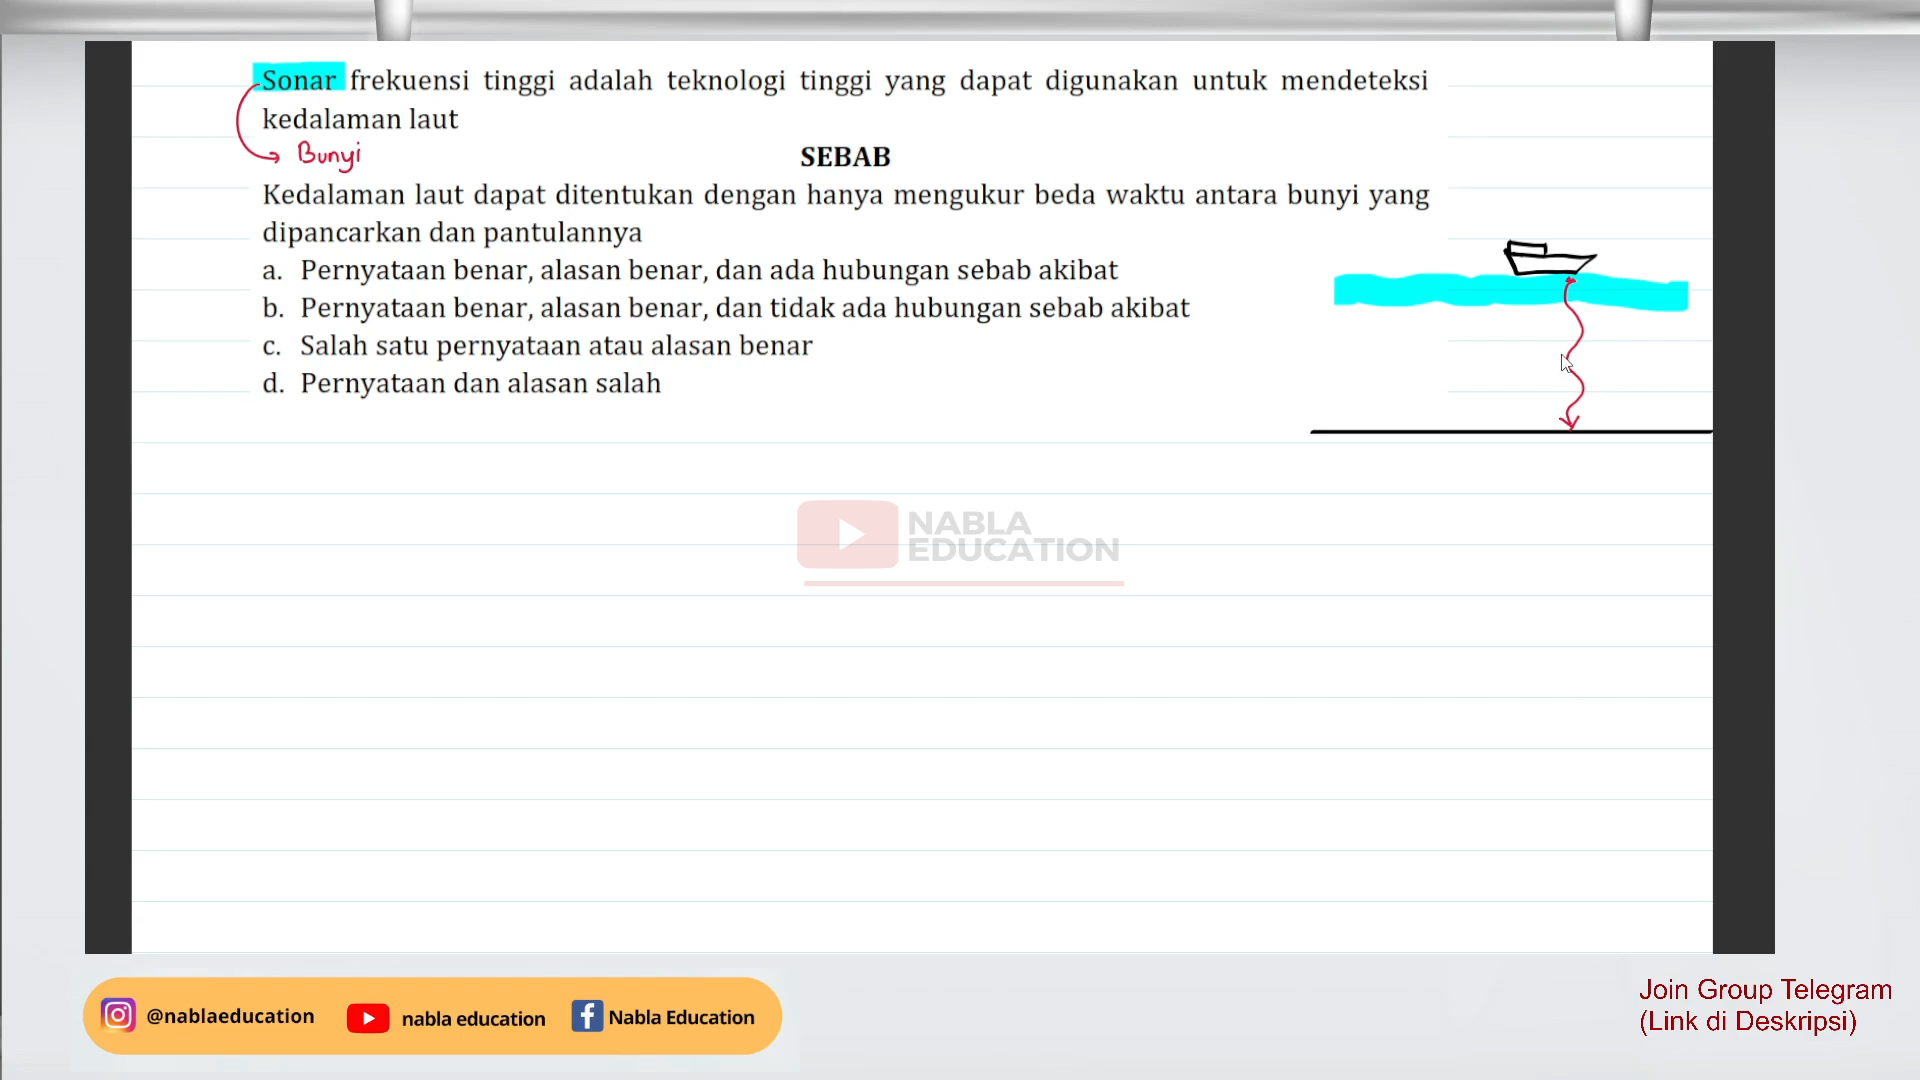 Sonar frekuensi tinggi adalah teknologi tinggi yang dapat digunakan untuk mendeteksi
kedalaman laut
Bunyi
SEBAB
Kedalaman laut dapat ditentukan dengan hanya mengukur beda waktu antara bunyi yang
dipancarkan dan pantulannya
a. Pernyataan benar, alasan benar, dan ada hubungan sebab akibat
b. Pernyataan benar, alasan benar, dan tidak ada hubungan sebab akibat
c. Salah satu pernyataan atau alasan benar
d. Pernyataan dan alasan salah
NABLA
EDUCATION
@nablaeducation
nabla education
Nabla Education
Join Group Telegram
(Link di Deskripsi)